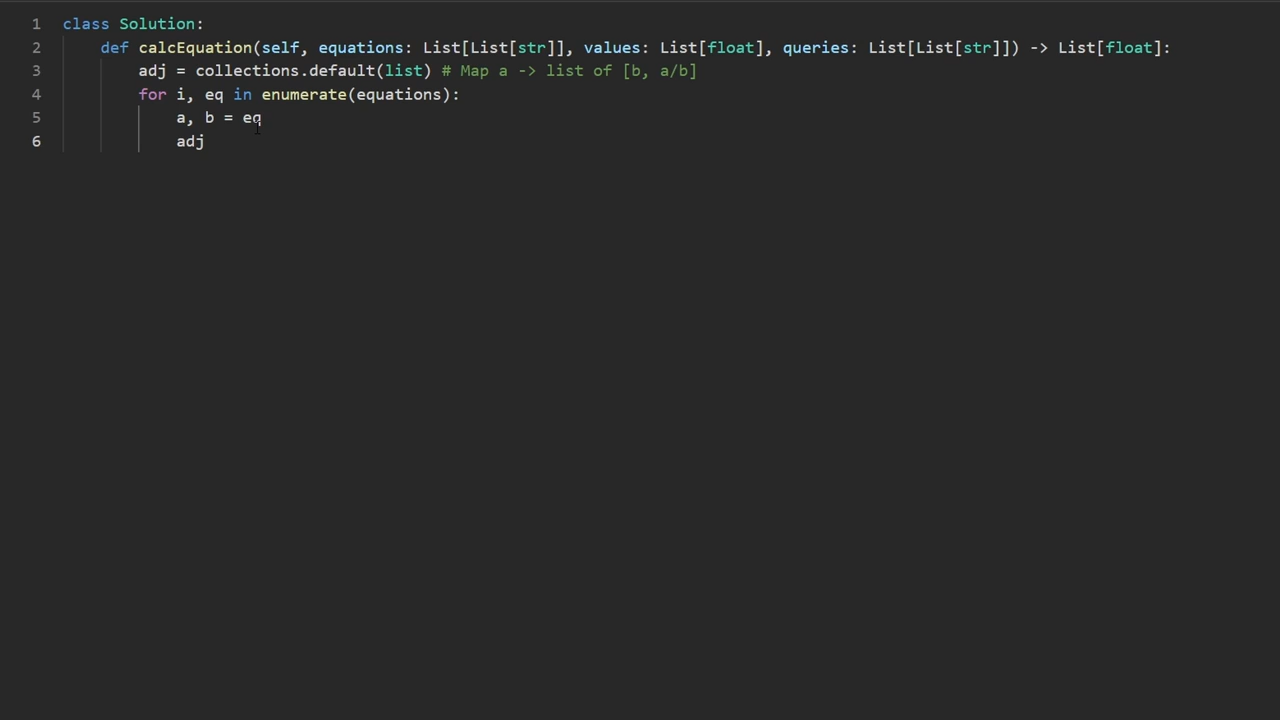 1 class Solution:
2 def calcEquation(self, equations: List[List[str]], values: List[float], queries: List[List[str]]) -> List[float]:
3 adj = collections.default(list) # Map a -> list of [b, a/b]
4 for i, eq in enumerate(equations):
5 a, b = eq
6 adj